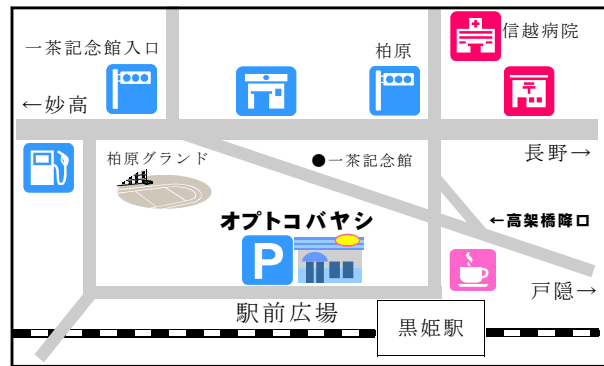 信越病院
一茶記念館入口
柏原
←妙高
長野→
柏原グランド
●一茶記念館
オプトコバヤシ
←高架橋降口
P
戸隠→
駅前広場
黒姫駅